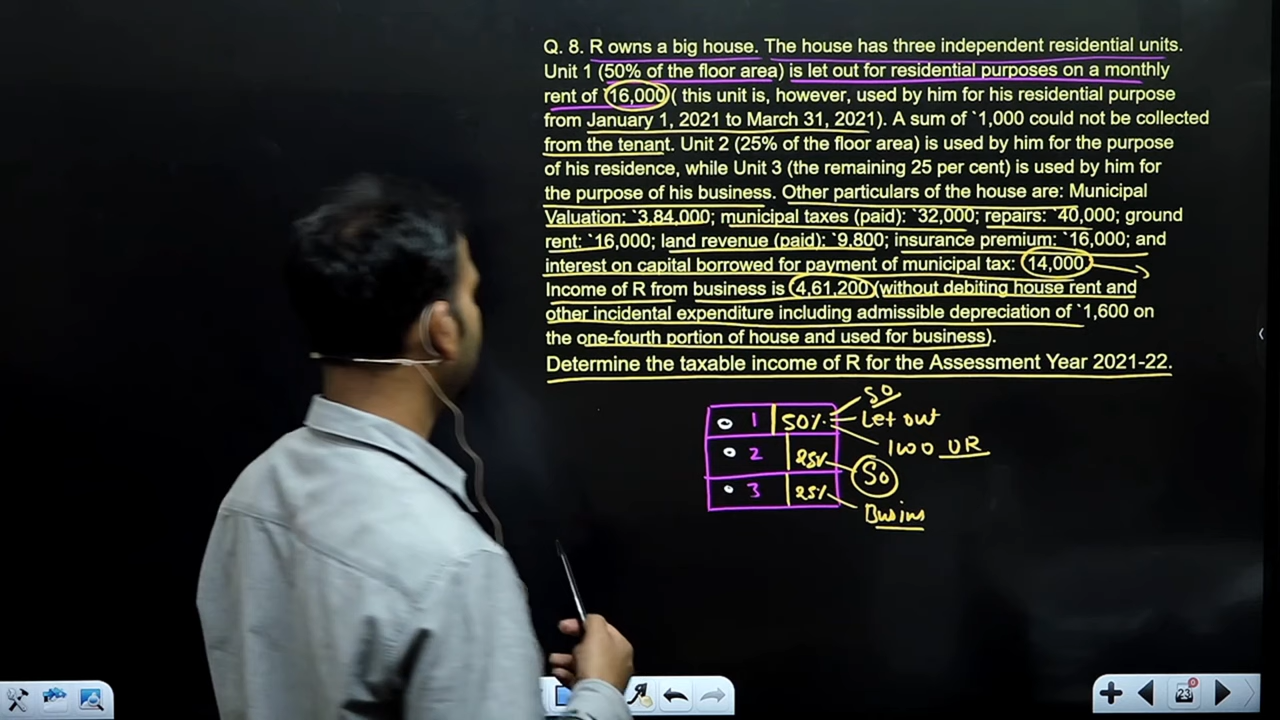 Q. 8. R owns a big house. The house has three independent residential units.
Unit 1 (50% of the floor area) is let out for residential purposes on a monthly
rent of `16,000 ( this unit is, however, used by him for his residential purpose
from January 1, 2021 to March 31, 2021). A sum of `1,000 could not be collected
from the tenant. Unit 2 (25% of the floor area) is used by him for the purpose
of his residence, while Unit 3 (the remaining 25 per cent) is used by him for
the purpose of his business. Other particulars of the house are: Municipal
Valuation: `3,84,000; municipal taxes (paid): `32,000; repairs: `40,000; ground
rent: `16,000; land revenue (paid): `9,800; insurance premium: `16,000; and
interest on capital borrowed for payment of municipal tax: 14,000
Income of R from business is 4,61,200 (without debiting house rent and
other incidental expenditure including admissible depreciation of `1,600 on
the one-fourth portion of house and used for business).
Determine the taxable income of R for the Assessment Year 2021-22.
SO
1 50% Let out
1000 UR
2 25% SO
3 25%
Busins
23